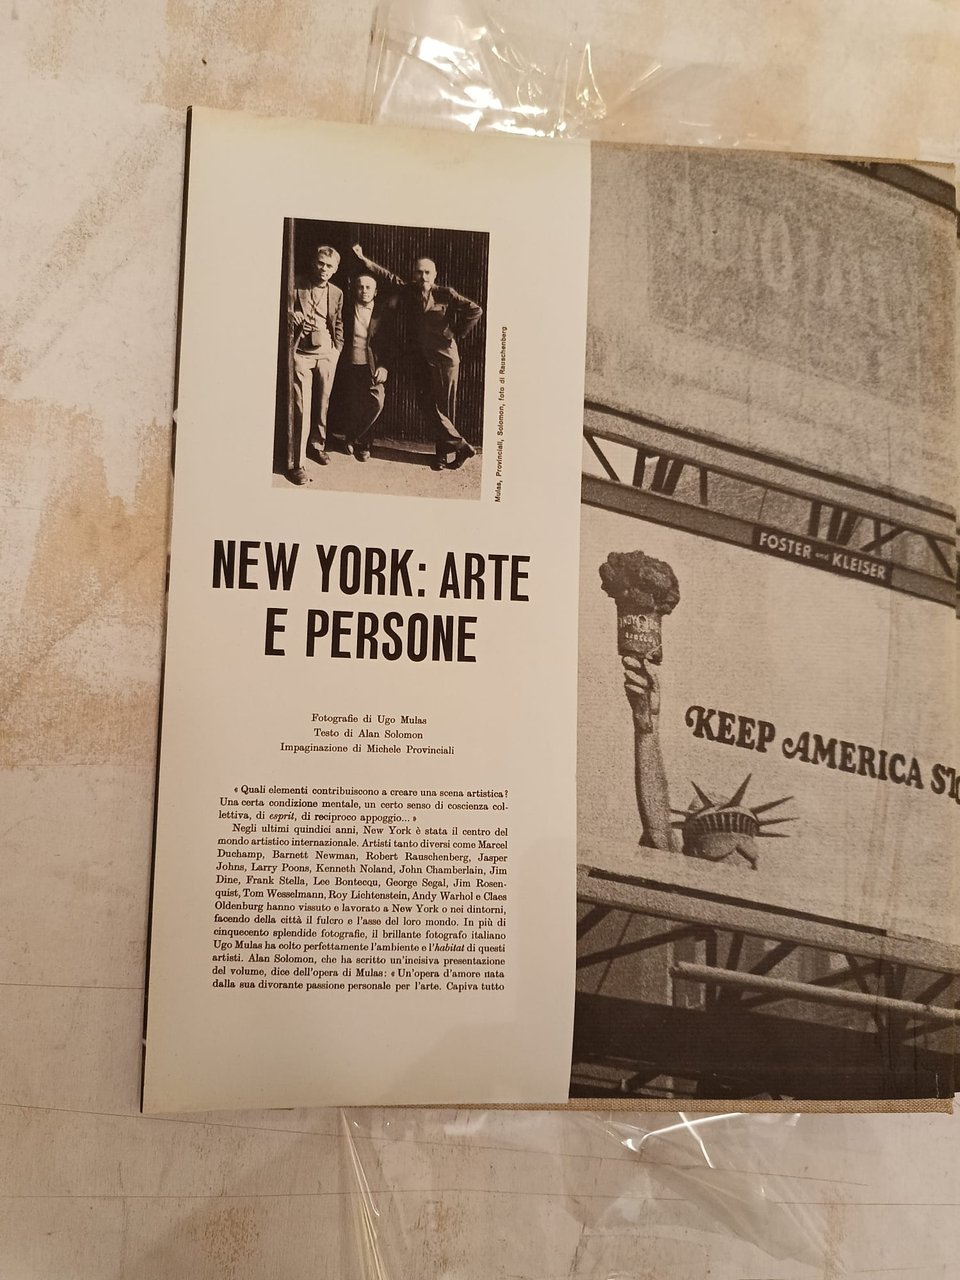 Mulas, Provinciali, Solomon, foto di Rauschenberg
NEW YORK: ARTE
E PERSONE
Fotografie di Ugo Mulas
Testo di Alan Solomon
Impaginazione di Michele Provinciali
« Quali elementi contribuiscono a creare una scena artistica?
Una certa condizione mentale, un certo senso di coscienza col-
lettiva, di esprit, di reciproco appoggio... »
Negli ultimi quindici anni, New York è stata il centro del
mondo artistico internazionale. Artisti tanto diversi come Marcel
Duchamp, Barnett Newman, Robert Rauschenberg, Jasper
Johns, Larry Poons, Kenneth Noland, John Chamberlain, Jim
Dine, Frank Stella, Lee Bontecqu, George Segal, Jim Rosen-
quist, Tom Wesselmann, Roy Lichtenstein, Andy Warhol e Claes
Oldenburg hanno vissuto e lavorato a New York o nei dintorni,
facendo della città il fulcro e l'asse del loro mondo. In più di
cinquecento splendide fotografie, il brillante fotografo italiano
Ugo Mulas ha colto perfettamente l'ambiente e l'habitat di questi
artisti. Alan Solomon, che ha scritto un'incisiva presentazione
del volume, dice dell'opera di Mulas: « Un'opera d'amore nata
dalla sua divorante passione personale per l'arte. Capiva tutto
FOSTER and KLEISER
KEEP AMERICA